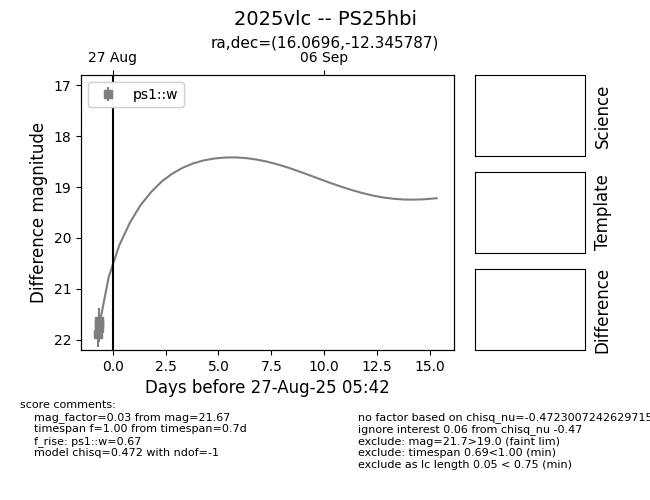 2025vlc -- PS25hbi
ra,dec=(16.0696,-12.345787)
27 Aug
06 Sep
ps1::w
17
18
19
20
21
22
Difference magnitude
0.0
2.5
5.0
7.5
10.0
12.5
15.0
Days before 27-Aug-25 05:42
Science
Template
Difference
score comments:
mag_factor=0.03 from mag=21.67
timespan f=1.00 from timespan=0.7d
f_rise: ps1::w=0.67
model chisq=0.472 with ndof=-1
no factor based on chisq_nu=-0.4723007242629715
ignore interest 0.06 from chisq_nu -0.47
exclude: mag=21.7>19.0 (faint lim)
exclude: timespan 0.69<1.00 (min)
exclude as lc length 0.05 < 0.75 (min)